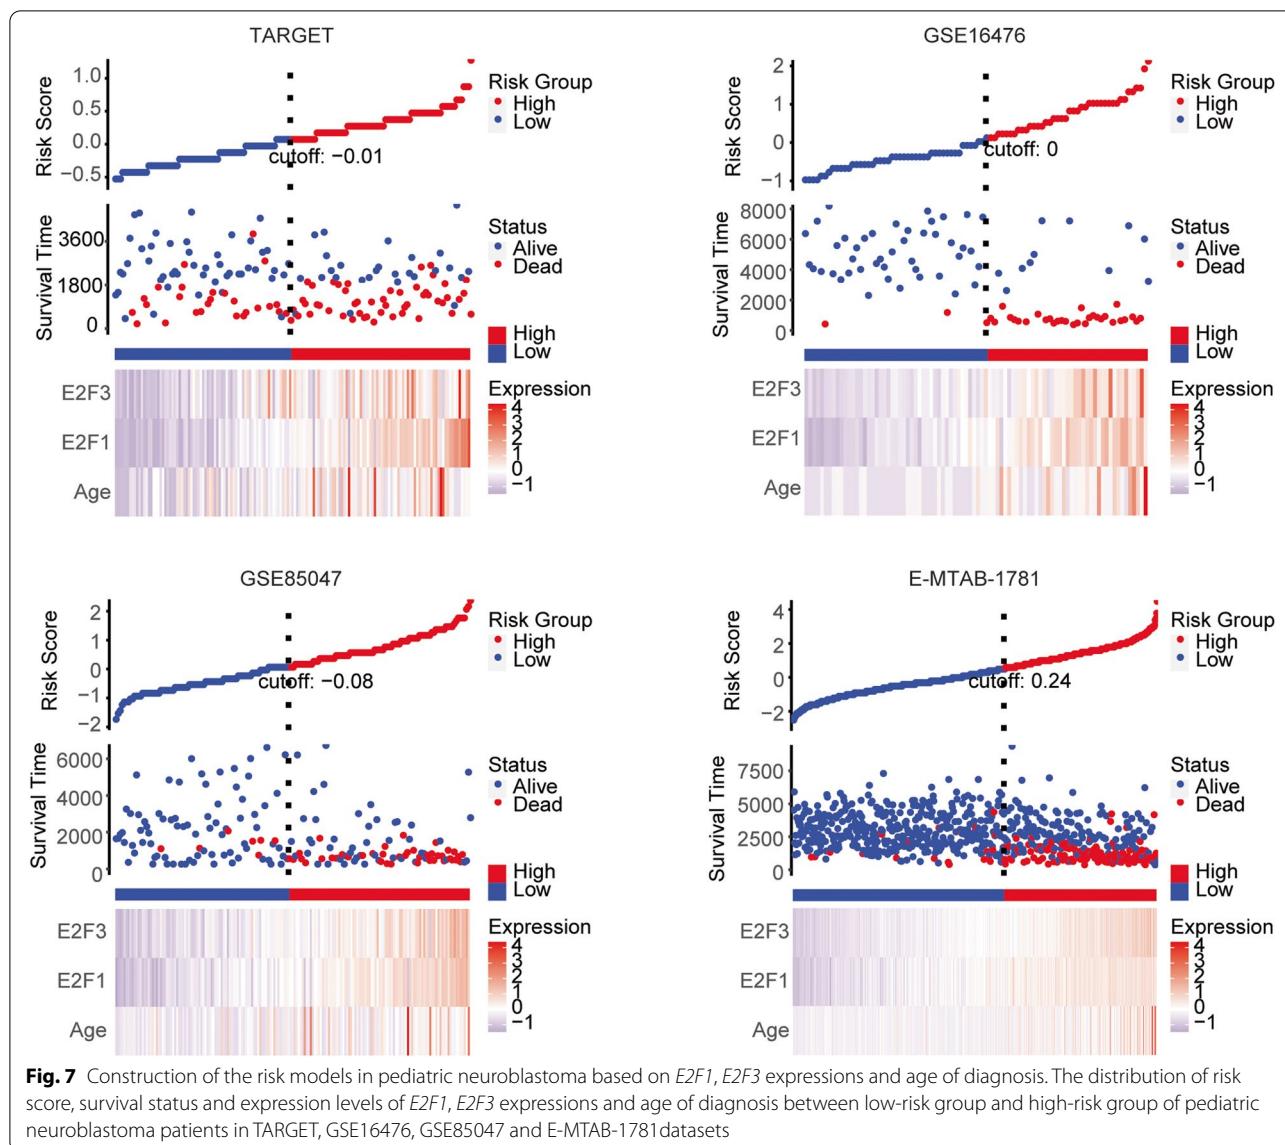 TARGET
1.0
0.5
0.0
−0.5
Risk Score
cutoff: −0.01
Risk Group
High
Low
3600
1800
0
Survival Time
Status
Alive
Dead
High
Low
E2F3
E2F1
Age
Expression
4
3
2
1
0
−1
GSE16476
2
1
0
−1
Risk Score
cutoff: 0
Risk Group
High
Low
8000
6000
4000
2000
0
Survival Time
Status
Alive
Dead
High
Low
E2F3
E2F1
Age
Expression
4
3
2
1
0
−1
GSE85047
2
1
0
−1
−2
Risk Score
cutoff: −0.08
Risk Group
High
Low
6000
4000
2000
0
Survival Time
Status
Alive
Dead
High
Low
E2F3
E2F1
Age
Expression
4
3
2
1
0
−1
E-MTAB-1781
4
2
0
−2
Risk Score
cutoff: 0.24
Risk Group
High
Low
7500
5000
2500
0
Survival Time
Status
Alive
Dead
High
Low
E2F3
E2F1
Age
Expression
4
3
2
1
0
−1
Fig. 7 Construction of the risk models in pediatric neuroblastoma based on E2F1, E2F3 expressions and age of diagnosis. The distribution of risk
score, survival status and expression levels of E2F1, E2F3 expressions and age of diagnosis between low-risk group and high-risk group of pediatric
neuroblastoma patients in TARGET, GSE16476, GSE85047 and E-MTAB-1781datasets